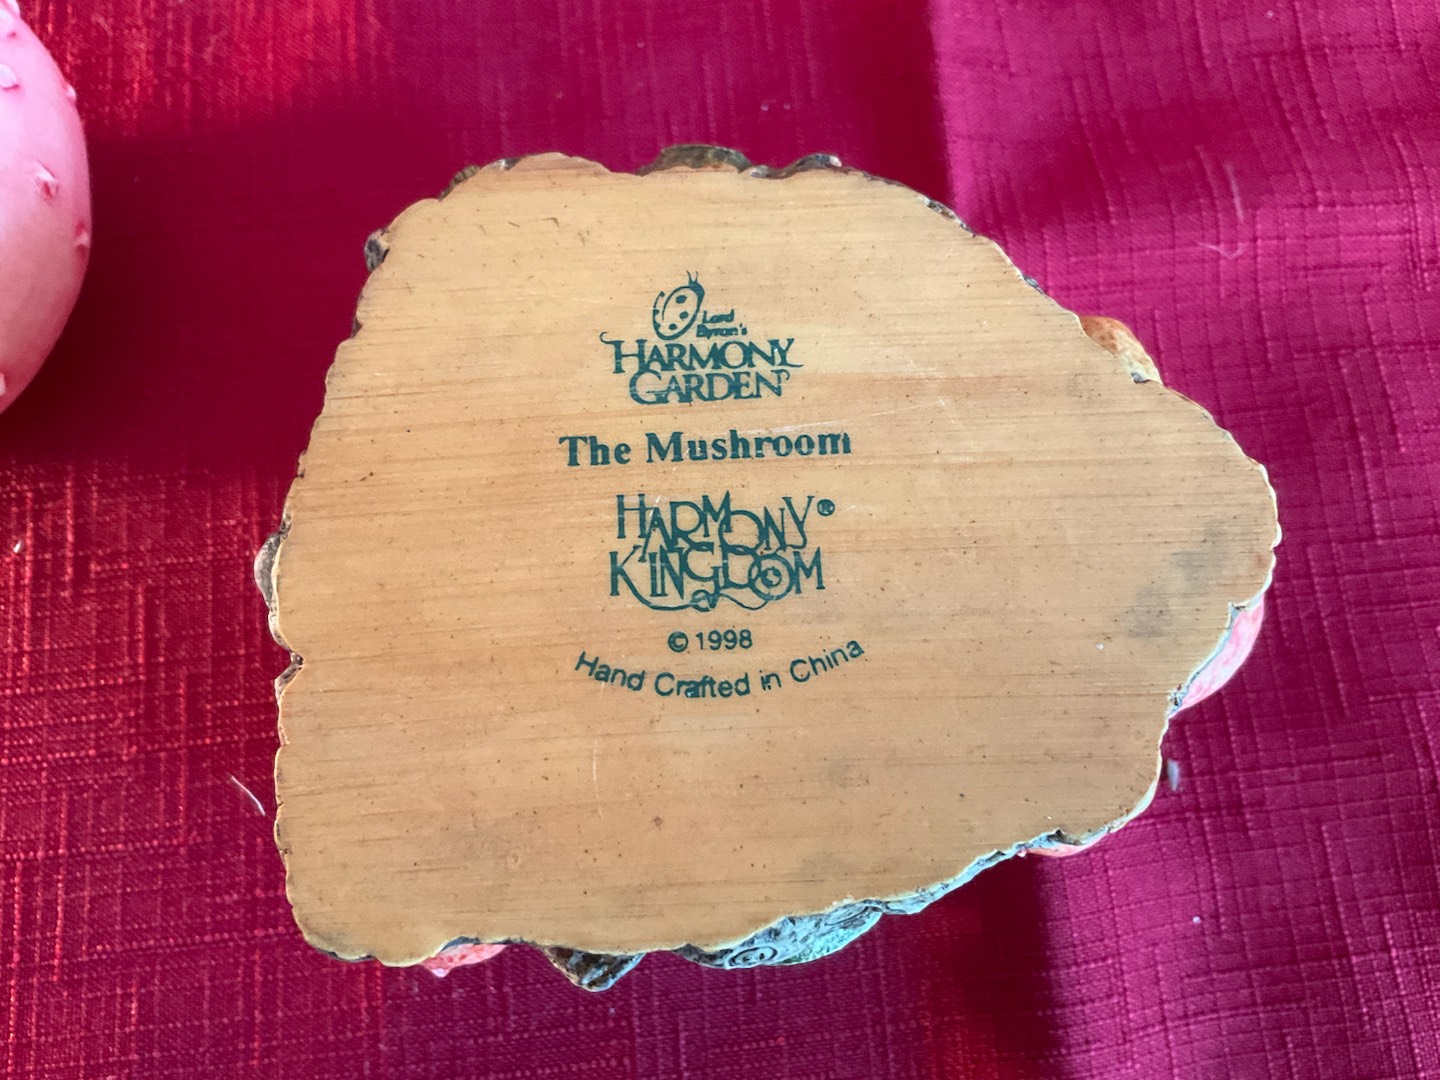 Lord
Byron's
HARMONY
GARDEN
The Mushroom
HARMONY®
KINGDOM
© 1998
Hand Crafted in China